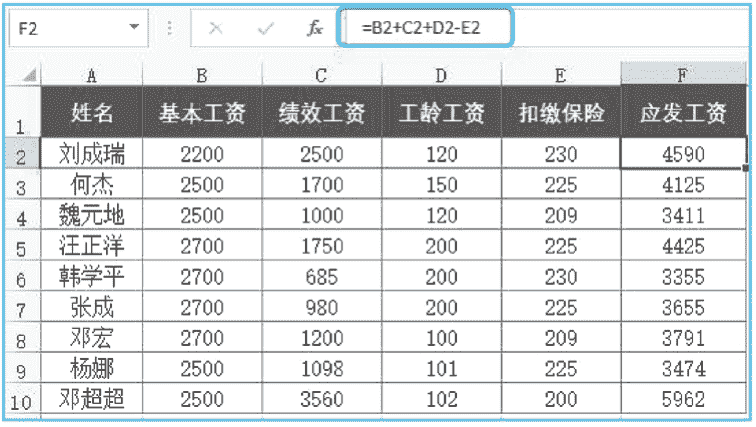 F2 fx =B2+C2+D2-E2
A B C D E F
1 姓名 基本工资 绩效工资 工龄工资 扣缴保险 应发工资
2 刘成瑞 2200 2500 120 230 4590
3 何杰 2500 1700 150 225 4125
4 魏元地 2500 1000 120 209 3411
5 汪正洋 2700 1750 200 225 4425
6 韩学平 2700 685 200 230 3355
7 张成 2700 980 200 225 3655
8 邓宏 2700 1200 100 209 3791
9 杨娜 2500 1098 101 225 3474
10 邓超超 2500 3560 102 200 5962